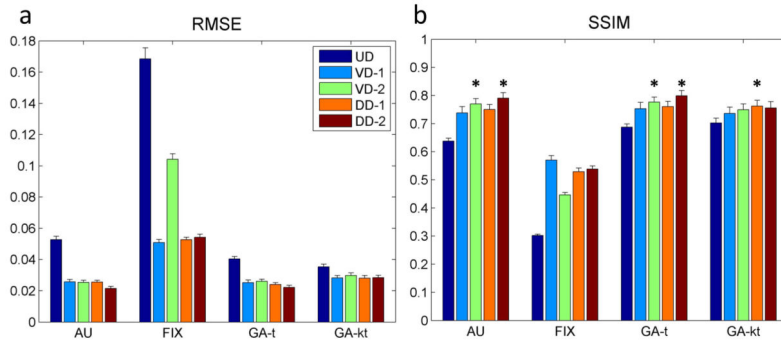 a
RMSE
0.18
0.16
0.14
0.12
0.1
0.08
0.06
0.04
0.02
0
UD
VD-1
VD-2
DD-1
DD-2
AU FIX GA-t GA-kt
b
SSIM
1
0.9
0.8
0.7
0.6
0.5
0.4
0.3
0.2
0.1
0
* * * * *
AU FIX GA-t GA-kt